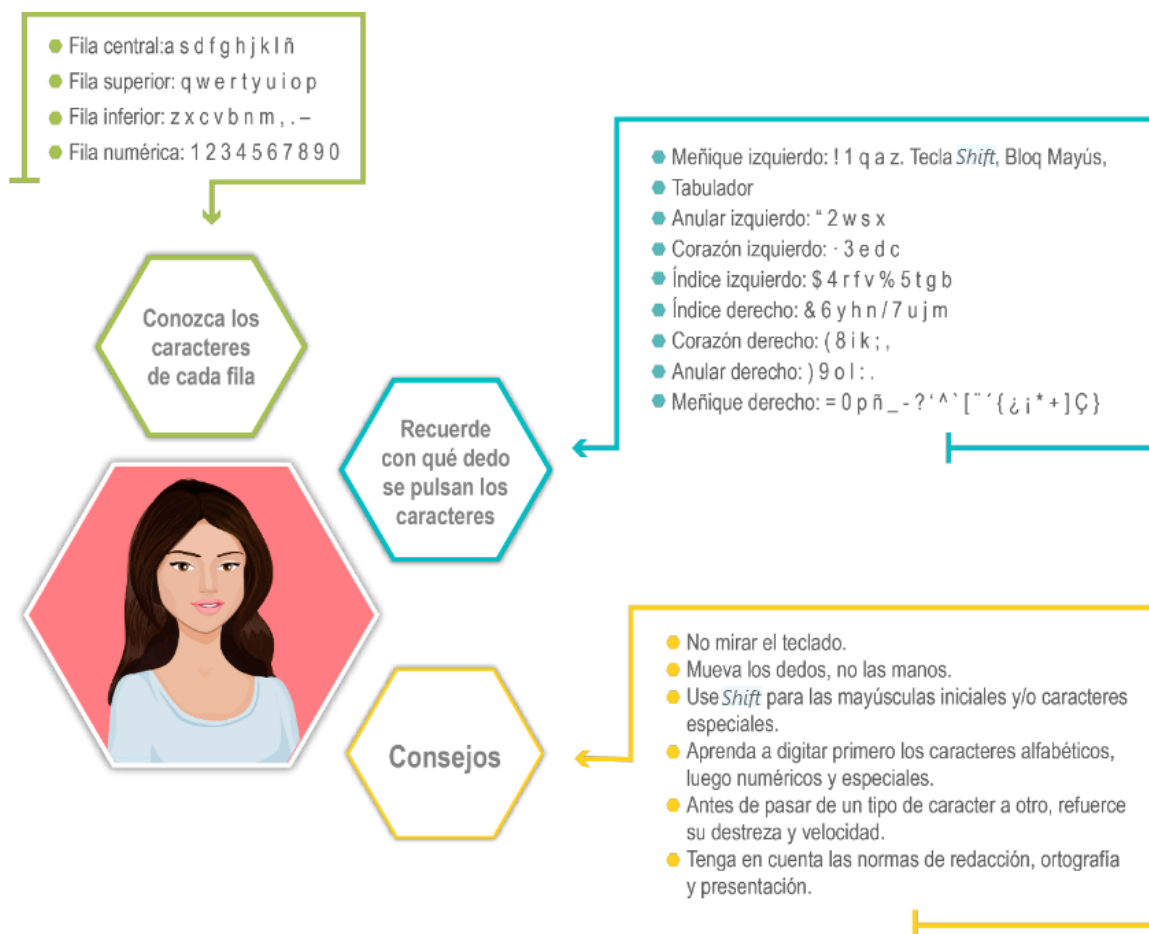 Fila central:a s d f g h j k l ñ
Fila superior: q w e r t y u i o p
Fila inferior: z x c v b n m , . –
Fila numérica: 1 2 3 4 5 6 7 8 9 0
Conozca los
caracteres
de cada fila
Meñique izquierdo: ! 1 q a z. Tecla Shift, Bloq Mayús,
Tabulador
Anular izquierdo: “ 2 w s x
Corazón izquierdo: · 3 e d c
Índice izquierdo: $ 4 r f v % 5 t g b
Índice derecho: & 6 y h n / 7 u j m
Corazón derecho: ( 8 i k ; ,
Anular derecho: ) 9 o l : .
Meñique derecho: = 0 p ñ _ - ? ‘ ^ ` [ ¨ ´ { ¿ ¡ * + ] Ç }
Recuerde
con qué dedo
se pulsan los
caracteres
Consejos
No mirar el teclado.
Mueva los dedos, no las manos.
Use Shift para las mayúsculas iniciales y/o caracteres
especiales.
Aprenda a digitar primero los caracteres alfabéticos,
luego numéricos y especiales.
Antes de pasar de un tipo de caracter a otro, refuerce
su destreza y velocidad.
Tenga en cuenta las normas de redacción, ortografía
y presentación.